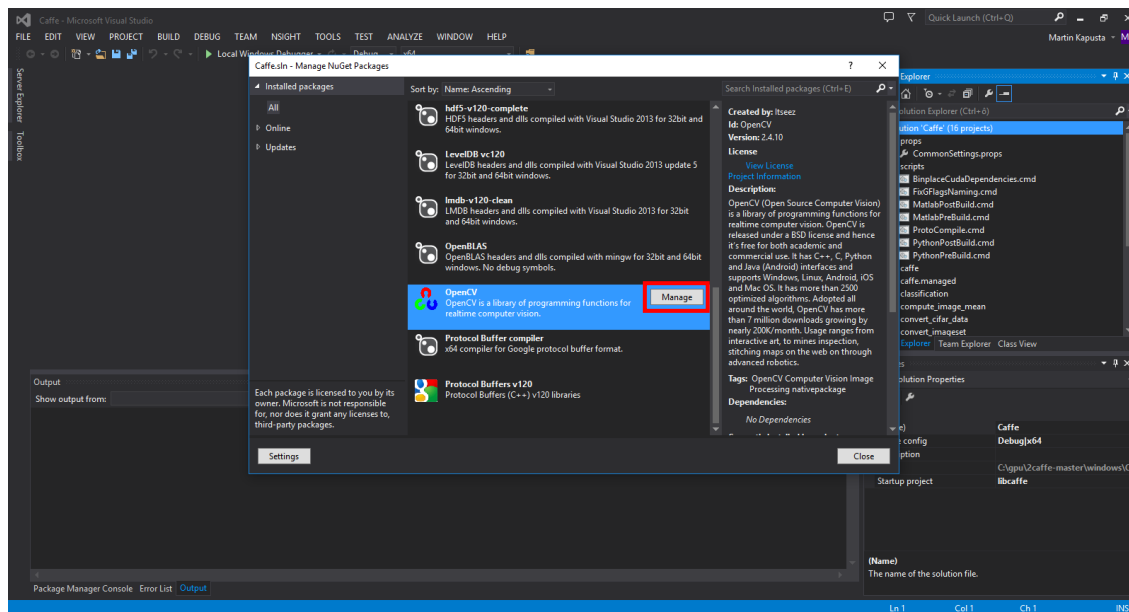 Caffe - Microsoft Visual Studio
Quick Launch (Ctrl+Q)
FILE EDIT VIEW PROJECT BUILD DEBUG TEAM NSIGHT TOOLS TEST ANALYZE WINDOW HELP
Martin Kapusta
Local Windows Debugger
Debug
x64
Server Explorer
Toolbox
Caffe.sln - Manage NuGet Packages
? X
Installed packages
All
Online
Updates
Sort by: Name: Ascending
Search Installed packages (Ctrl+E)
hdf5-v120-complete
HDF5 headers and dlls compiled with Visual Studio 2013 for 32bit and
64bit windows.
LevelDB vc120
LevelDB headers and dlls compiled with Visual Studio 2013 update 5
for 32bit and 64bit windows.
lmdb-v120-clean
LMDB headers and dlls compiled with Visual Studio 2013 for 32bit
and 64bit windows.
OpenBLAS
OpenBLAS headers and dlls compiled with mingw for 32bit and 64bit
windows. No debug symbols.
OpenCV
OpenCV is a library of programming functions for
realtime computer vision.
Manage
Protocol Buffer compiler
x64 compiler for Google protocol buffer format.
Protocol Buffers v120
Protocol Buffers (C++) v120 libraries
Created by: Itseez
Id: OpenCV
Version: 2.4.10
License
View License
Project Information
Description:
OpenCV (Open Source Computer Vision)
is a library of programming functions for
realtime computer vision. OpenCV is
released under a BSD license and hence
it's free for both academic and
commercial use. It has C++, C, Python
and Java (Android) interfaces and
supports Windows, Linux, Android, iOS
and Mac OS. It has more than 2500
optimized algorithms. Adopted all
around the world, OpenCV has more
than 7 million downloads growing by
nearly 200K/month. Usage ranges from
interactive art, to mines inspection,
stitching maps on the web on through
advanced robotics.
Tags: OpenCV Computer Vision Image
Processing nativepackage
Dependencies:
No Dependencies
Each package is licensed to you by its
owner. Microsoft is not responsible
for, nor does it grant any licenses to,
third-party packages.
Settings
Close
Explorer
olution Explorer (Ctrl+ö)
ution 'Caffe' (16 projects)
props
CommonSettings.props
scripts
BinplaceCudaDependencies.cmd
FixGFlagsNaming.cmd
MatlabPostBuild.cmd
MatlabPreBuild.cmd
ProtoCompile.cmd
PythonPostBuild.cmd
PythonPreBuild.cmd
caffe
caffe.managed
classification
compute_image_mean
convert_cifar_data
convert_imageset
Explorer Team Explorer Class View
olution Properties
e) Caffe
config Debug|x64
ption
C:\gpu\2caffe-master\windows\C
Startup project libcaffe
(Name)
The name of the solution file.
Output
Show output from:
Package Manager Console Error List Output
Ln 1 Col 1 Ch 1 INS